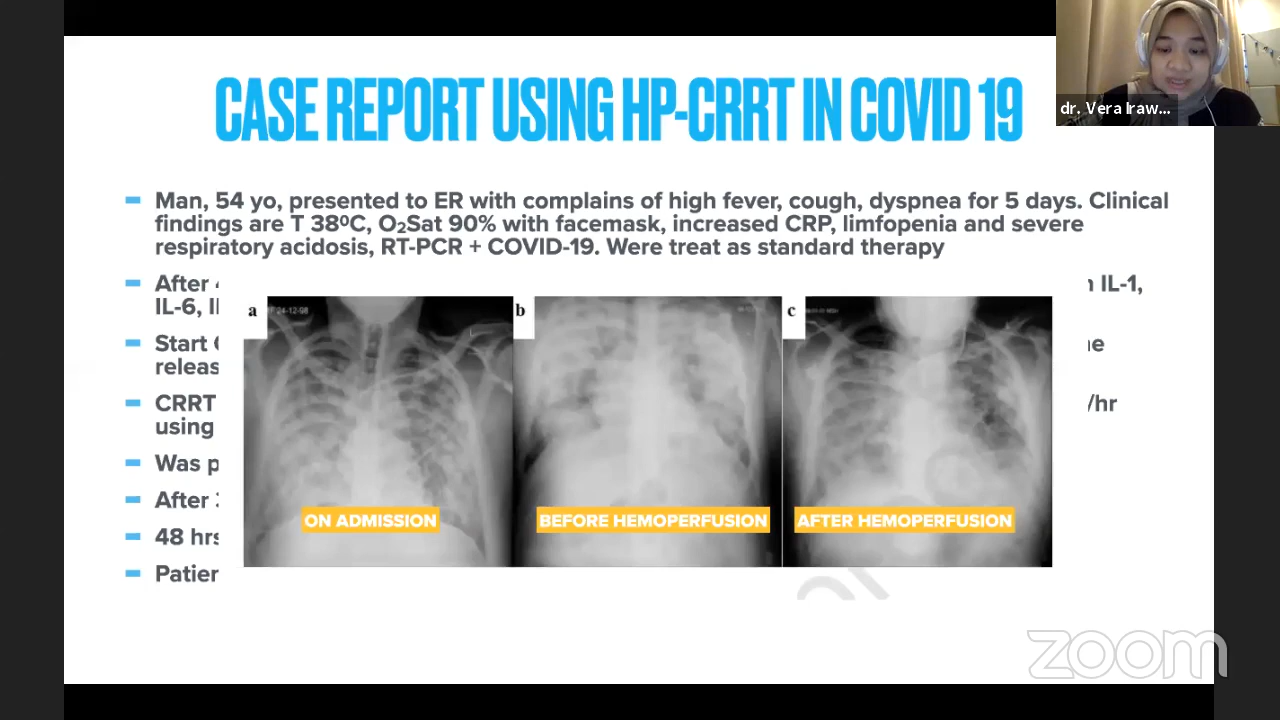 dr. Vera Iraw...
CASE REPORT USING HP-CRRT IN COVID 19
Man, 54 yo, presented to ER with complains of high fever, cough, dyspnea for 5 days. Clinical
findings are T 38ºC, O₂Sat 90% with facemask, increased CRP, limfopenia and severe
respiratory acidosis, RT-PCR + COVID-19. Were treat as standard therapy
After IL-1,
IL-6,
Start
CRRT /hr
using
Was
After
48 hrs
a b c
ON ADMISSION BEFORE HEMOPERFUSION AFTER HEMOPERFUSION
zoom